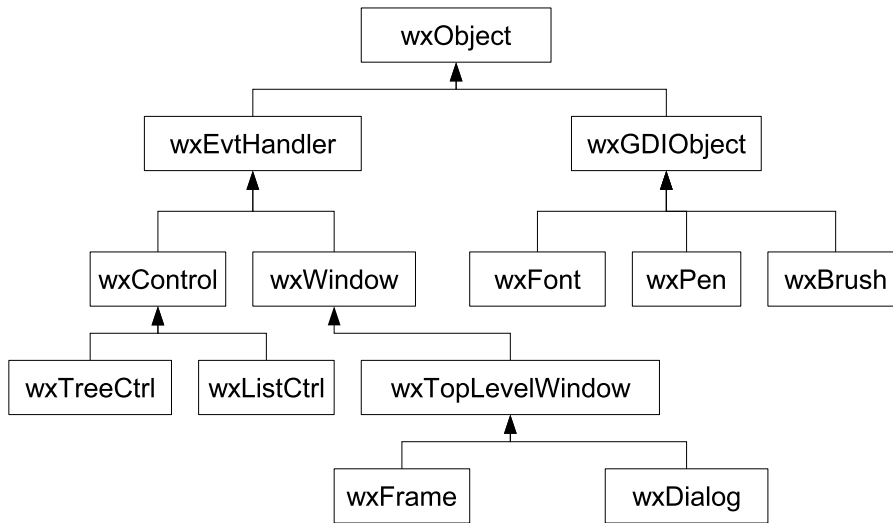 wxObject
wxEvtHandler
wxGDIObject
wxControl
wxWindow
wxFont
wxPen
wxBrush
wxTreeCtrl
wxListCtrl
wxTopLevelWindow
wxFrame
wxDialog